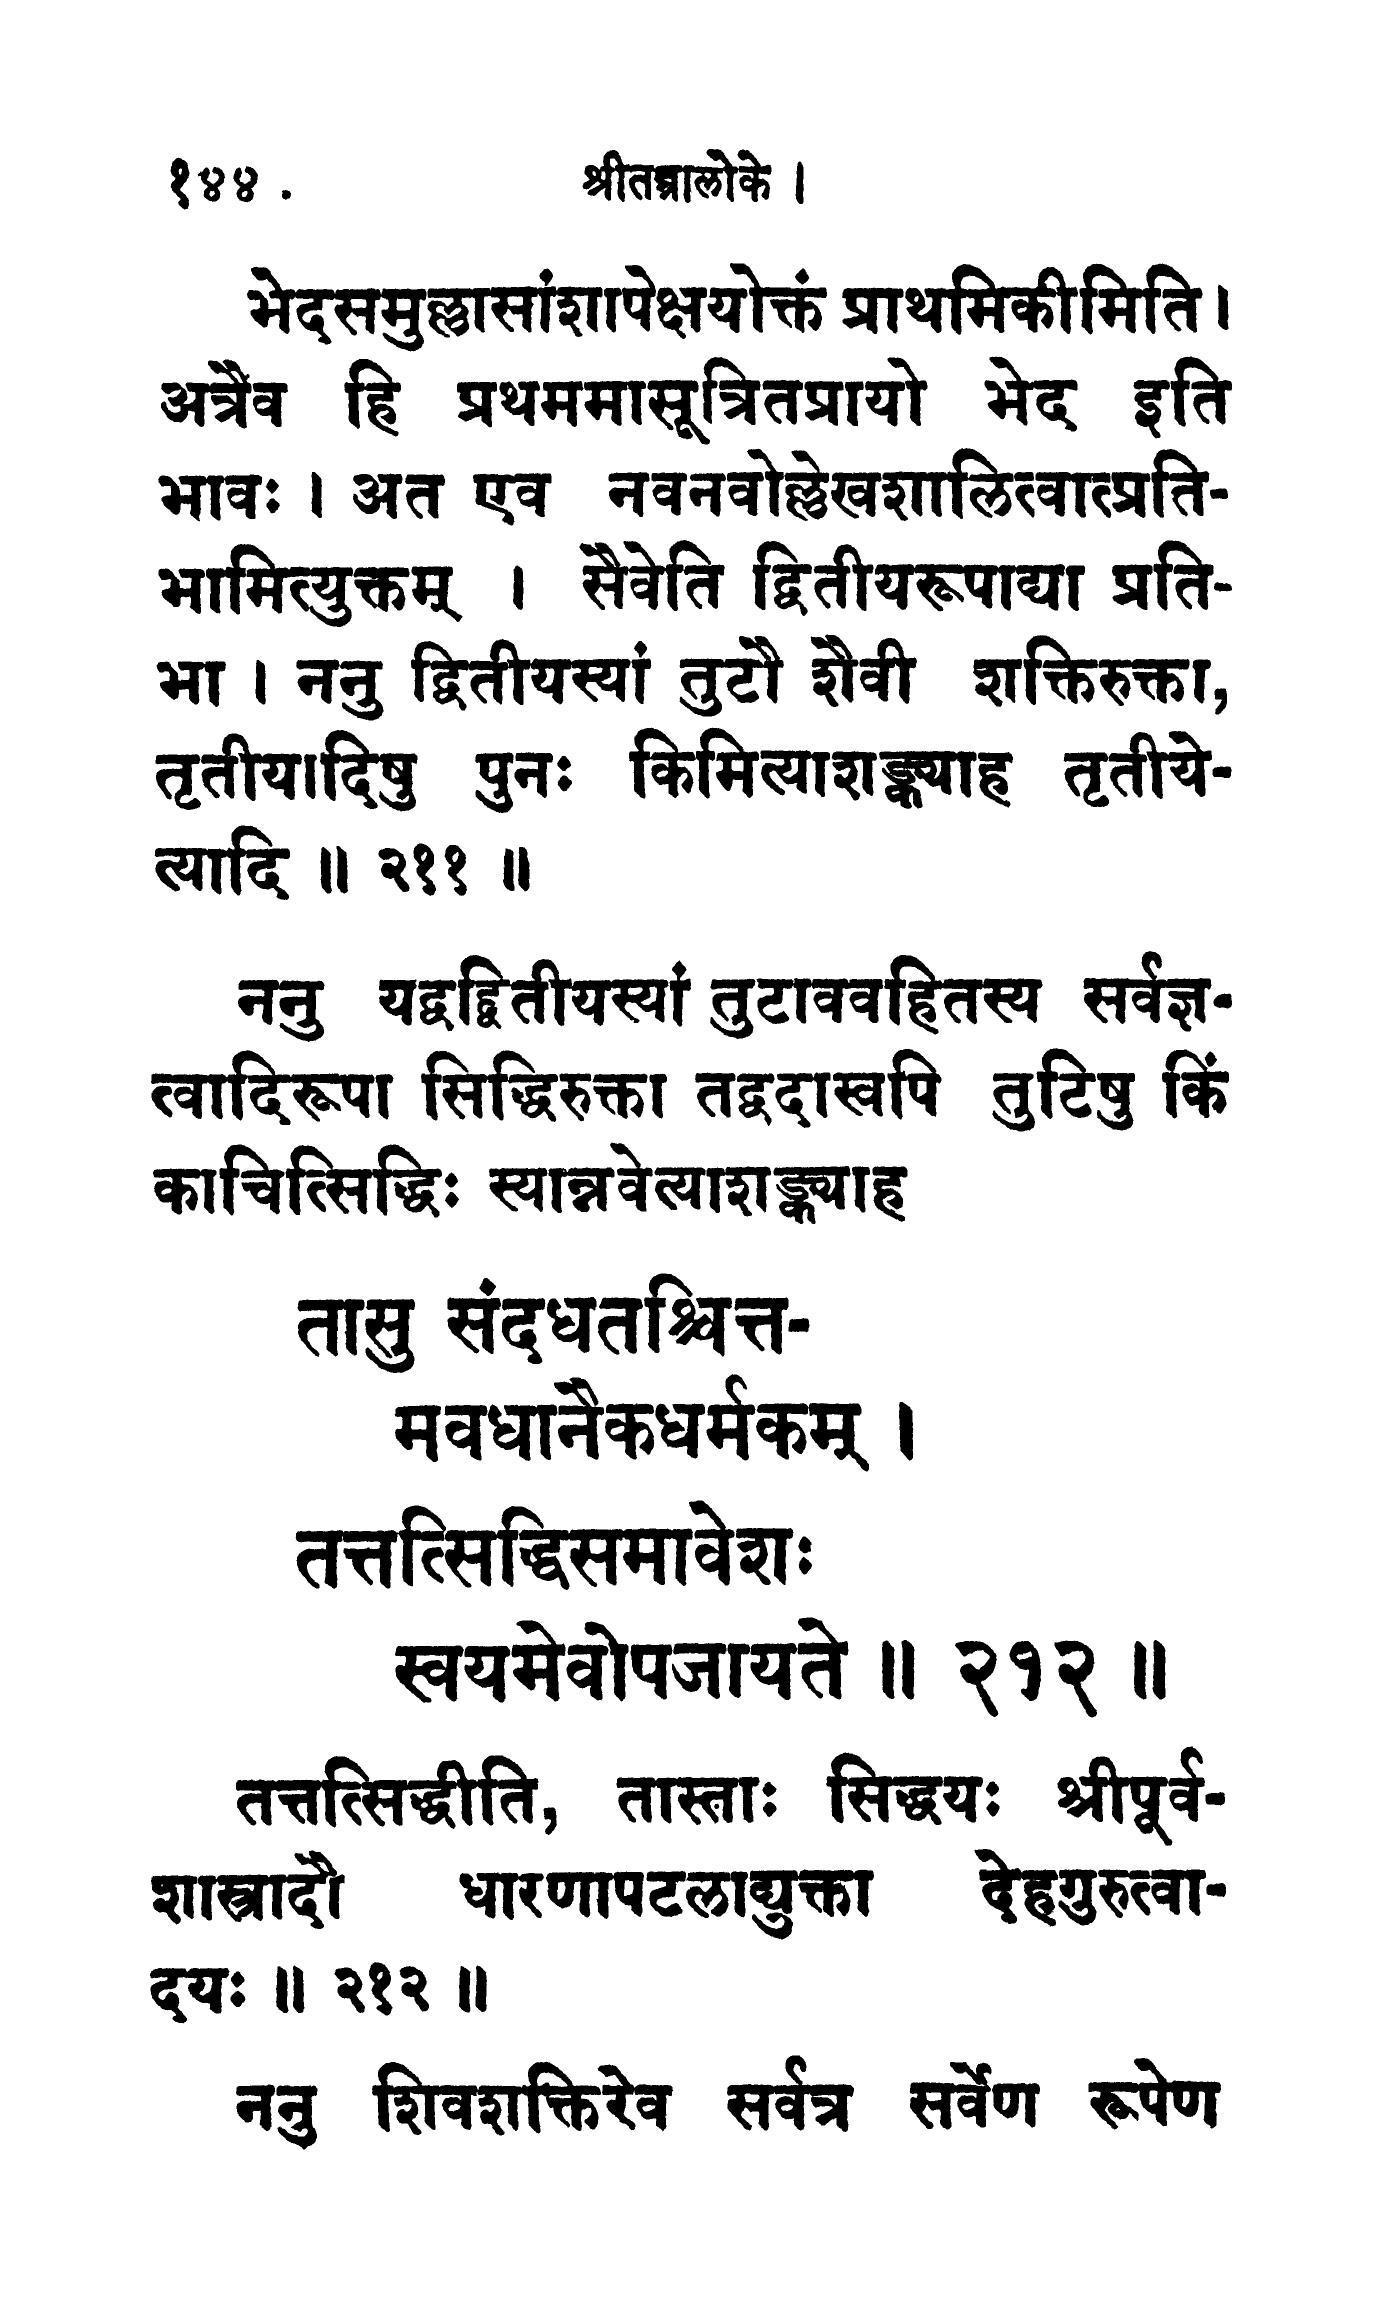 १४४ . श्रीतन्त्रालोके ।
भेदसमुल्लासांशापेक्षयोक्तं प्राथमिकीमिति ।
अत्रैव हि प्रथममासूत्रितप्रायो भेद इति
भावः । अत एव नवनवोल्लेखशालित्वात्प्रति-
भामित्युक्तम् । सैवेति द्वितीयरूपाद्या प्रति-
भा । ननु द्वितीयस्यां तुटौ शैवी शक्तिरुक्ता,
तृतीयादिषु पुनः किमित्याशङ्क्याह तृतीये-
त्यादि ॥ २११ ॥
ननु यद्वद्द्वितीयस्यां तुटाववहितस्य सर्वज्ञ-
त्वादिरूपा सिद्धिरुक्ता तद्वदास्वपि तुटिषु किं
काचित्सिद्धिः स्यान्नवेत्याशङ्क्याह
तासु संदधतश्चित्त-
मवधानैकधर्मकम् ।
तत्तत्सिद्धिसमावेशः
स्वयमेवोपजायते ॥ २१२ ॥
तत्तत्सिद्धीति, तास्ताः सिद्धयः श्रीपूर्व-
शास्त्रादौ धारणापटलाद्युक्ता देहगुरुत्वा-
दयः ॥ २१२ ॥
ननु शिवशक्तिरेव सर्वत्र सर्वेण रूपेण